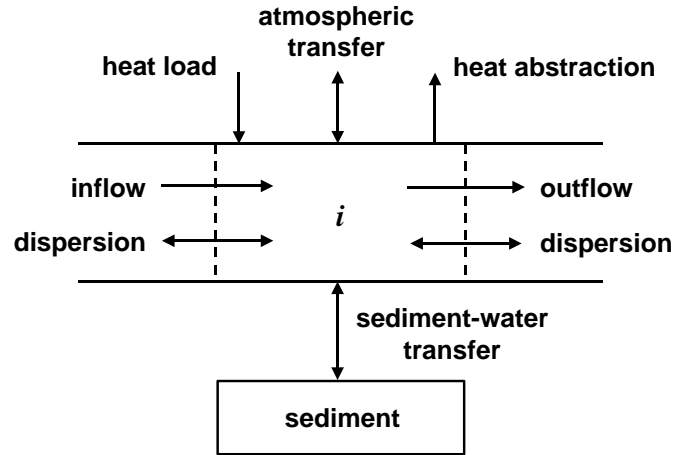 atmospheric
transfer
heat load
heat abstraction
inflow
i
outflow
dispersion
dispersion
sediment-water
transfer
sediment